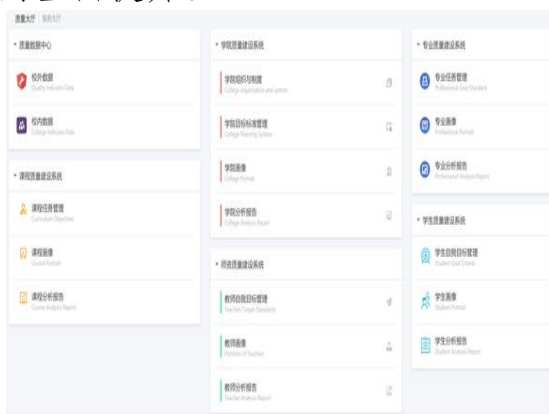 质量大厅 服务大厅
质量数据中心
校外数据
Quality Indicator Data
校内数据
College Indicator Data
课程质量建设系统
课程任务管理
Curriculum Objectives
课程画像
Course Portrait
课程分析报告
Course Analysis Report
学院质量建设系统
学院组织与制度
College organization and system
学院目标标准管理
College Planning System
学院画像
College Portrait
学院分析报告
College Analysis Report
师资质量建设系统
教师自我目标管理
Teachers Target Standards
教师画像
Portraits of Teachers
教师分析报告
Teacher Analysis Report
专业质量建设系统
专业任务管理
Professional Goal Standard
专业画像
Professional Portrait
专业分析报告
Professional Analysis Report
学生质量建设系统
学生自我目标管理
Student Goal Criteria
学生画像
Student Portrait
学生分析报告
Student Analysis Report